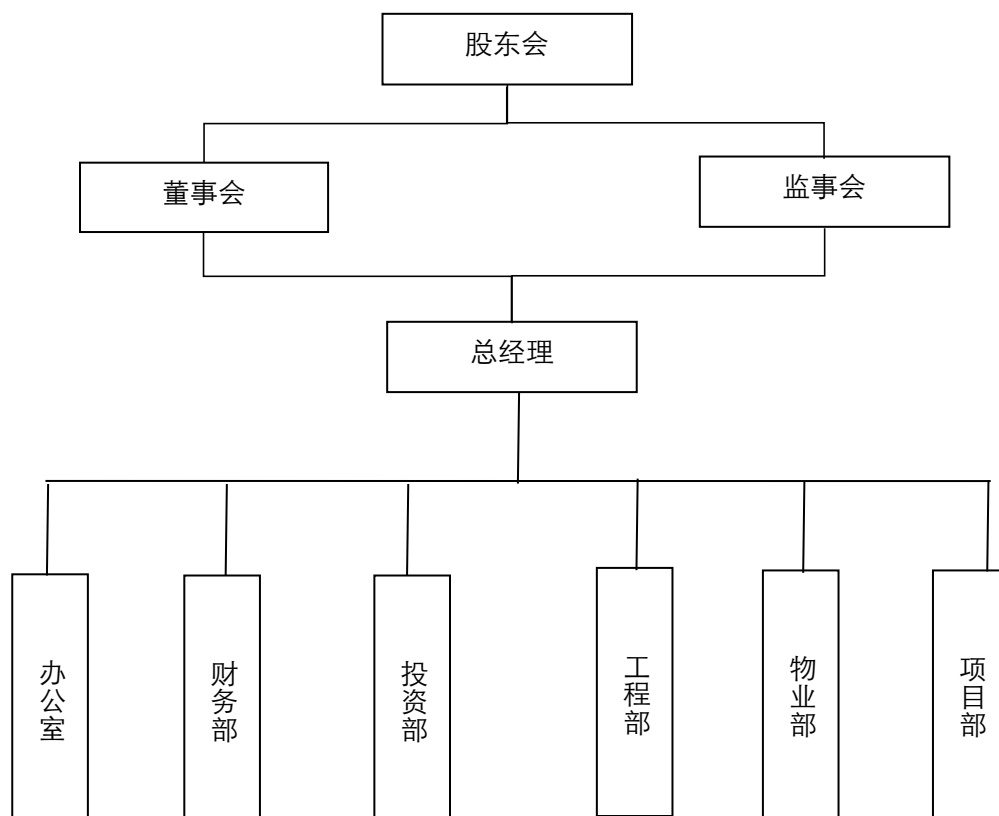 股东会
董事会
监事会
总经理
办公室
财务部
投资部
工程部
物业部
项目部